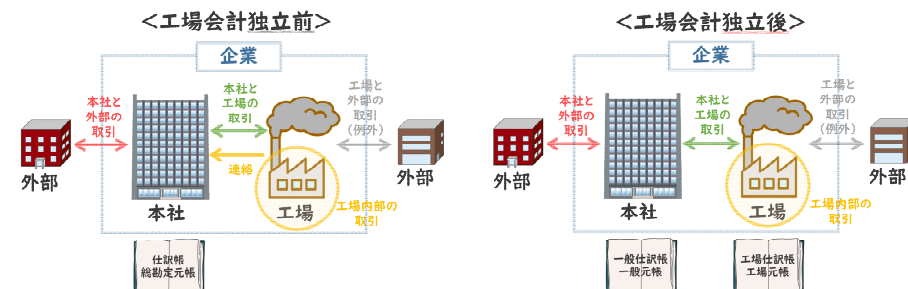 <工場会計独立前>
企業
本社と
外部の
取引
本社と
工場の
取引
工場と
外部の
取引
(例外)
連絡
外部
本社
工場
外部
工場内部の
取引
仕訳帳
総勘定元帳
<工場会計独立後>
企業
本社と
外部の
取引
本社と
工場の
取引
工場と
外部の
取引
(例外)
外部
本社
工場
外部
工場内部の
取引
一般仕訳帳
一般元帳
工場仕訳帳
工場元帳